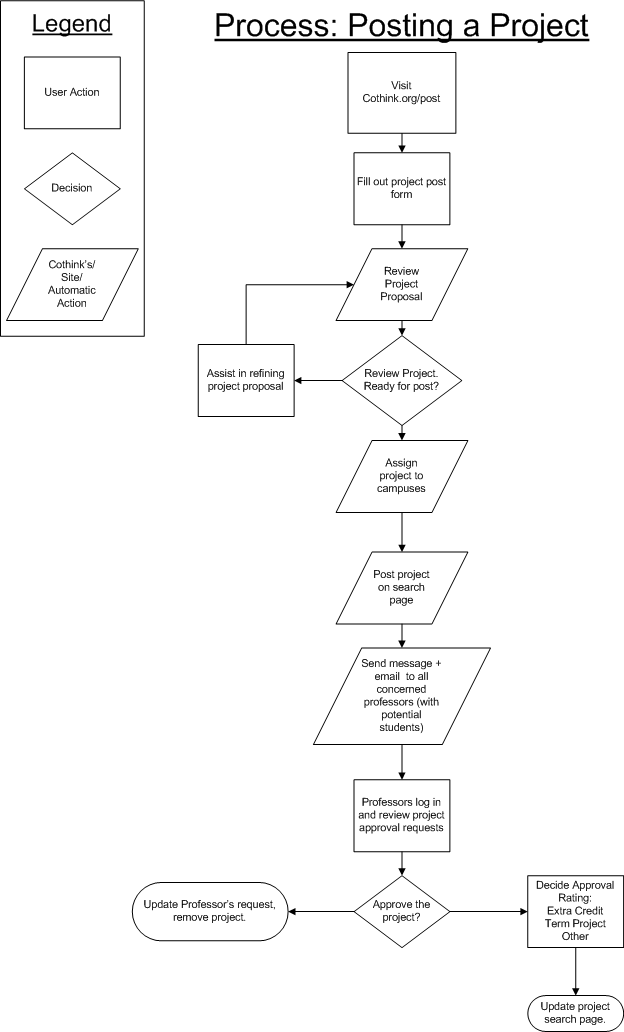 Legend
User Action
Decision
Cothink's/
Site/
Automatic
Action
Process: Posting a Project
Visit
Cothink.org/post
Fill out project post
form
Review
Project
Proposal
Assist in refining
project proposal
Review Project.
Ready for post?
Assign
project to
campuses
Post project
on search
page
Send message +
email to all
concerned
professors (with
potential
students)
Professors log in
and review project
approval requests
Update Professor's request,
remove project.
Approve the
project?
Decide Approval
Rating:
Extra Credit
Term Project
Other
Update project
search page.